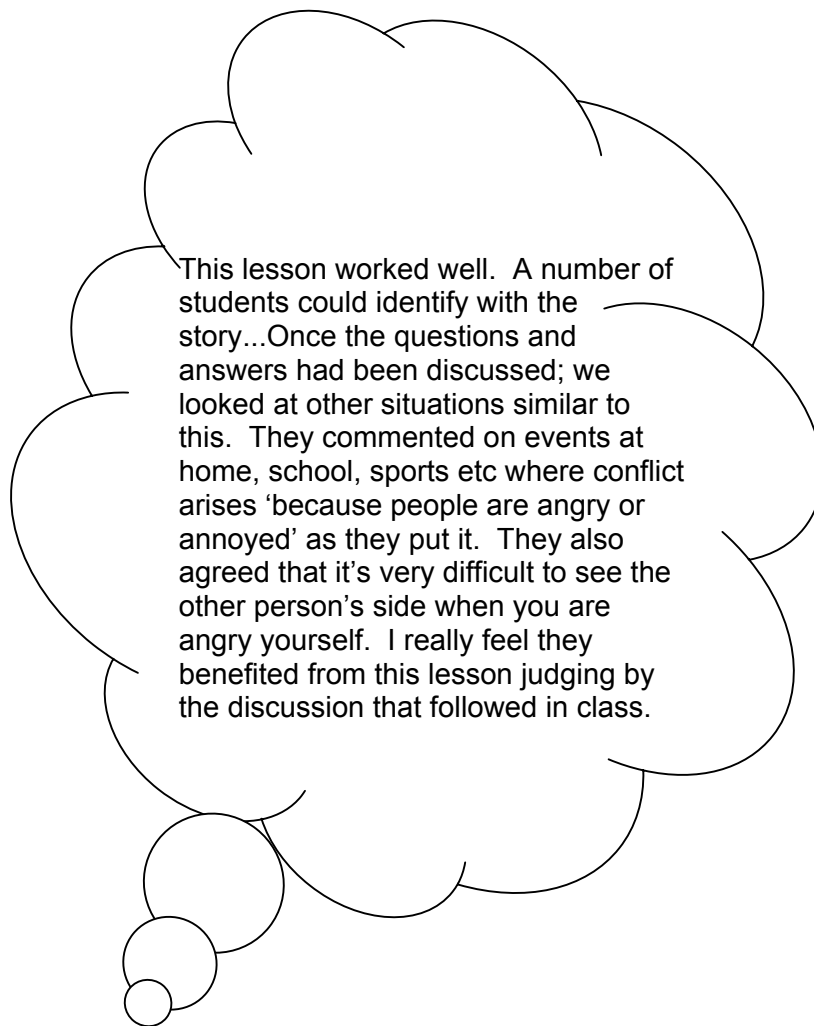 This lesson worked well.  A number of
students could identify with the
story...Once the questions and
answers had been discussed; we
looked at other situations similar to
this.  They commented on events at
home, school, sports etc where conflict
arises ‘because people are angry or
annoyed’ as they put it.  They also
agreed that it’s very difficult to see the
other person’s side when you are
angry yourself.  I really feel they
benefited from this lesson judging by
the discussion that followed in class.